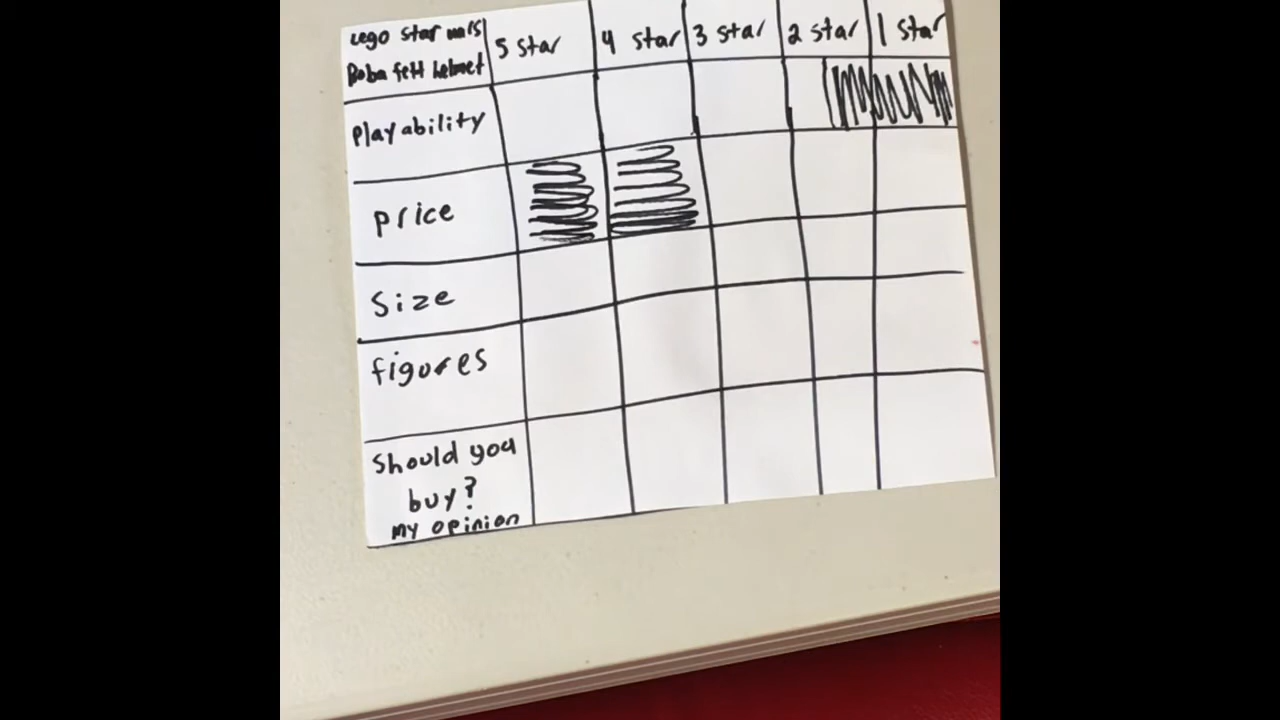 Lego Star wars 5 star 4 star 3 star 2 star 1 star
Boba fett helmet
Playability
price
Size
figures
Should you
buy?
my opinion